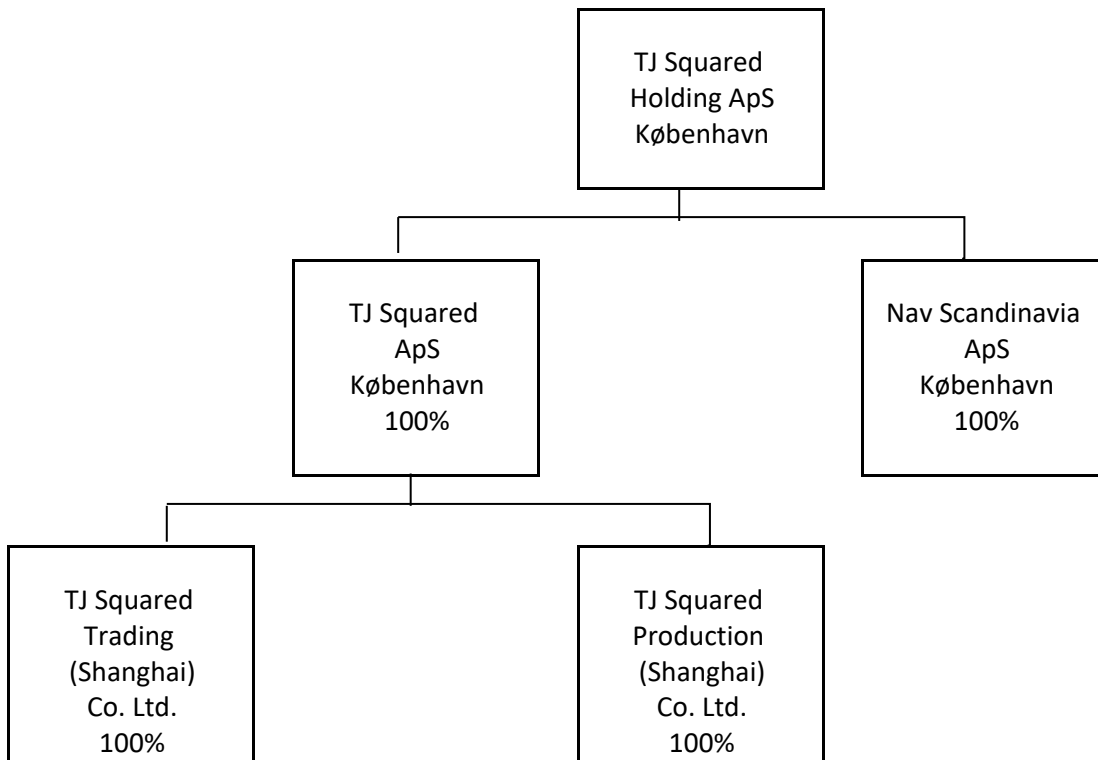 TJ Squared
Holding ApS
København
TJ Squared
ApS
København
100%
Nav Scandinavia
ApS
København
100%
TJ Squared
Trading
(Shanghai)
Co. Ltd.
100%
TJ Squared
Production
(Shanghai)
Co. Ltd.
100%